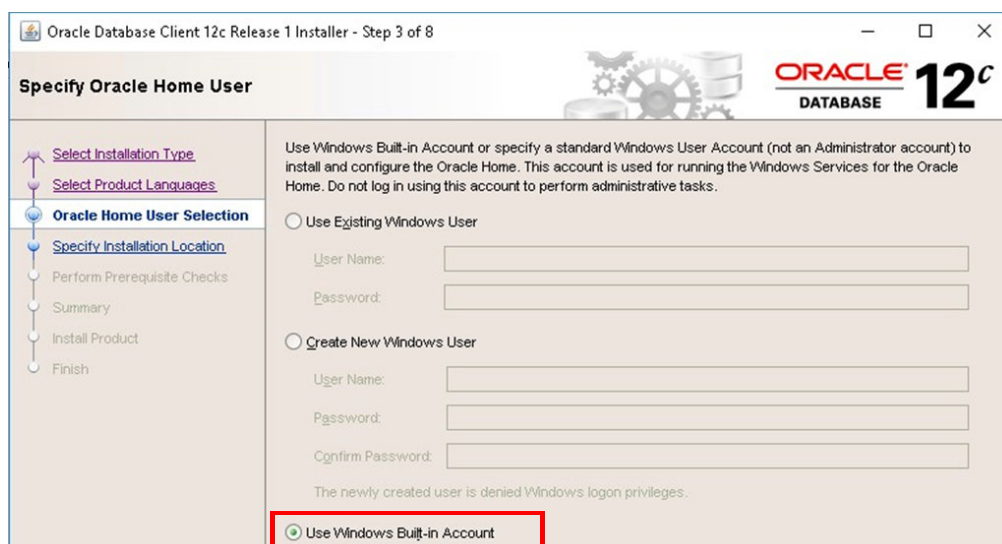 Oracle Database Client 12c Release 1 Installer - Step 3 of 8
Specify Oracle Home User
ORACLE
DATABASE
12c
Select Installation Type
Select Product Languages
Oracle Home User Selection
Specify Installation Location
Perform Prerequisite Checks
Summary
Install Product
Finish
Use Windows Built-in Account or specify a standard Windows User Account (not an Administrator account) to
install and configure the Oracle Home. This account is used for running the Windows Services for the Oracle
Home. Do not log in using this account to perform administrative tasks.
Use Existing Windows User
User Name:
Password:
Create New Windows User
User Name:
Password:
Confirm Password:
The newly created user is denied Windows logon privileges.
Use Windows Built-in Account